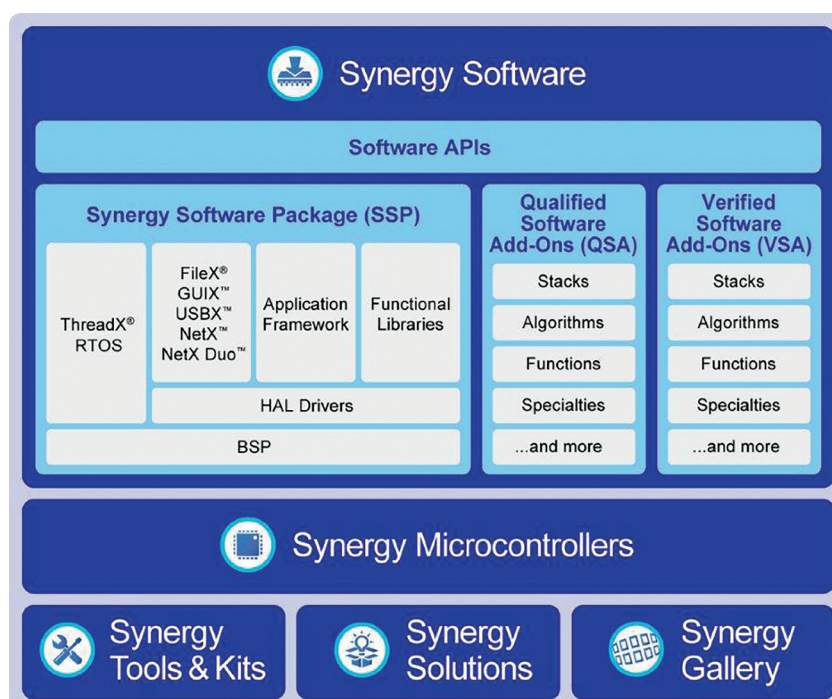 Synergy Software
Software APIs
Synergy Software Package (SSP)
ThreadX®
RTOS
FileX®
GUIX™
USBX™
NetX™
NetX Duo™
Application
Framework
Functional
Libraries
HAL Drivers
BSP
Qualified
Software
Add-Ons (QSA)
Stacks
Algorithms
Functions
Specialties
...and more
Verified
Software
Add-Ons (VSA)
Stacks
Algorithms
Functions
Specialties
...and more
Synergy Microcontrollers
Synergy
Tools & Kits
Synergy
Solutions
Synergy
Gallery